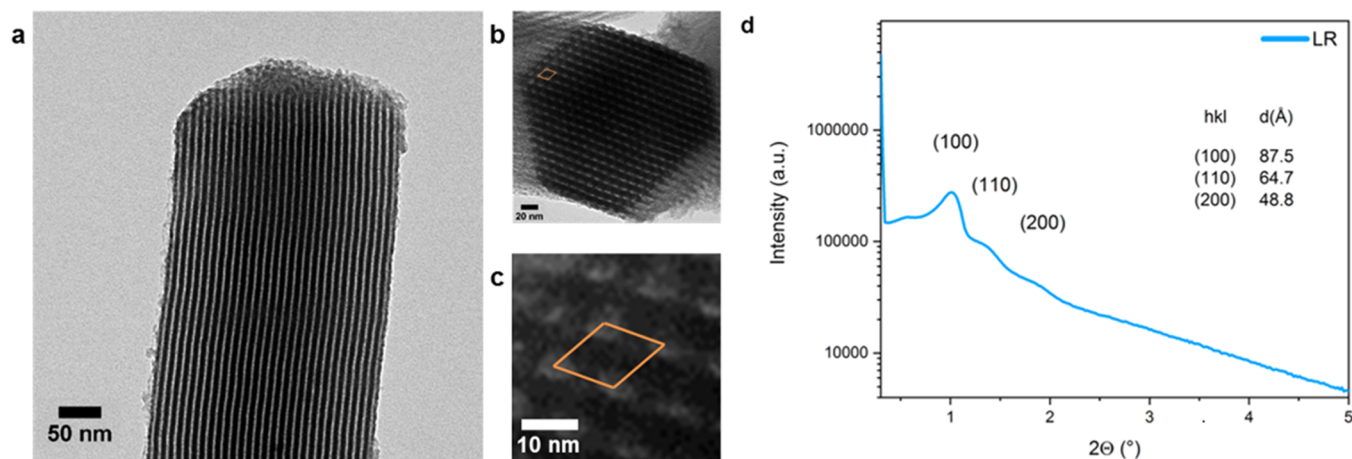 a
50 nm
b
20 nm
c
10 nm
d
LR
hkl d(Å)
(100) 87.5
(110) 64.7
(200) 48.8
(100)
(110)
(200)
Intensity (a.u.)
1000000
100000
10000
1 2 3 4 5
2Θ (°)